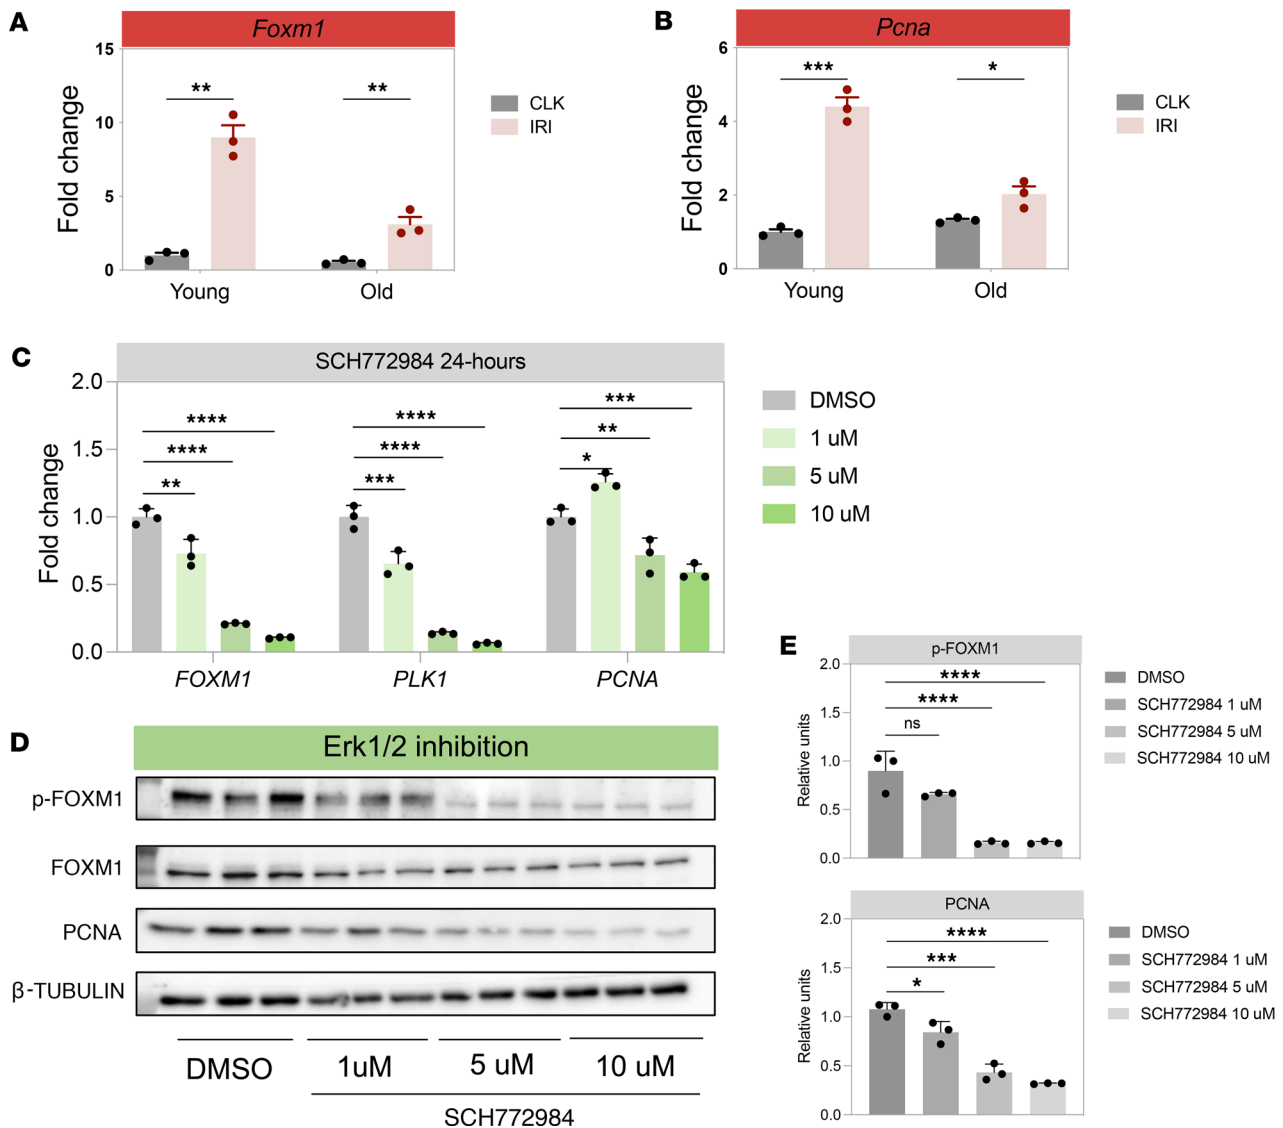 A
Foxm1
Fold change
15
10
5
0
**
**
Young
Old
CLK
IRI
B
Pcna
Fold change
6
4
2
0
***
*
Young
Old
CLK
IRI
C
SCH772984 24-hours
Fold change
2.0
1.5
1.0
0.5
0.0
****
****
**
****
****
***
***
**
*
FOXM1
PLK1
PCNA
DMSO
1 uM
5 uM
10 uM
D
Erk1/2 inhibition
p-FOXM1
FOXM1
PCNA
β-TUBULIN
DMSO
1uM
5 uM
10 uM
SCH772984
E
p-FOXM1
Relative units
2.0
1.5
1.0
0.5
0.0
****
****
ns
DMSO
SCH772984 1 uM
SCH772984 5 uM
SCH772984 10 uM
PCNA
Relative units
2.0
1.5
1.0
0.5
0.0
****
***
*
DMSO
SCH772984 1 uM
SCH772984 5 uM
SCH772984 10 uM